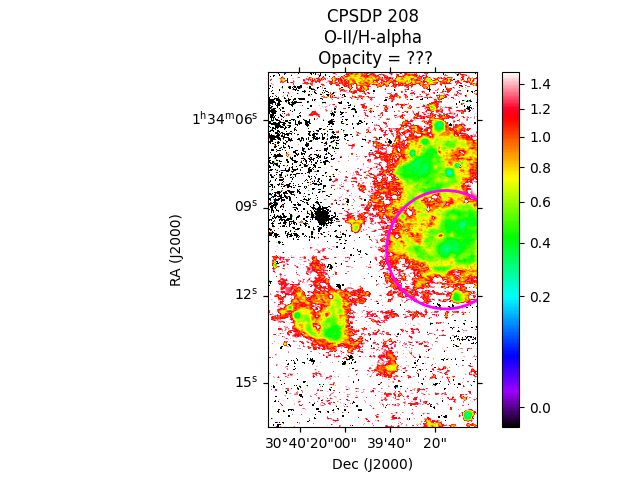 CPSDP 208
O-II/H-alpha
Opacity = ???
1ʰ34ᵐ06ˢ
09ˢ
12ˢ
15ˢ
RA (J2000)
30°40'20"00" 39'40" 20"
Dec (J2000)
1.4
1.2
1.0
0.8
0.6
0.4
0.2
0.0